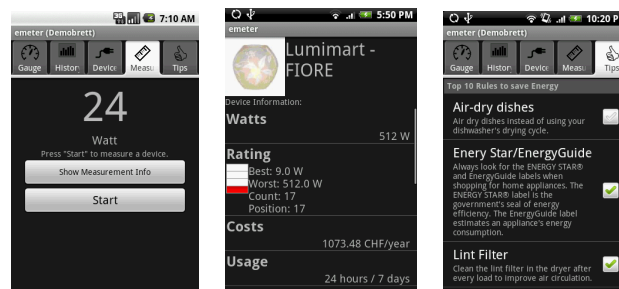 7:10 AM
emeter (Demobrett)
Gauge Histor Device Measu Tips
24
Watt
Press "Start" to measure a device.
Show Measurement Info
Start
5:50 PM
emeter
Lumimart -
FIORE
Device Information:
Watts
512 W
Rating
Best: 9.0 W
Worst: 512.0 W
Count: 17
Position: 17
Costs
1073.48 CHF/year
Usage
24 hours / 7 days
10:20 P
emeter (Demobrett)
Gauge Histor Device Measu Tips
Top 10 Rules to save Energy
Air-dry dishes
Air dry dishes instead of using your
dishwasher's drying cycle.
Enery Star/EnergyGuide
Always look for the ENERGY STAR®
and EnergyGuide labels when
shopping for home appliances. The
ENERGY STAR® label is the
government's seal of energy
efficiency. The EnergyGuide label
estimates an appliance's energy
consumption.
Lint Filter
Clean the lint filter in the dryer after
every load to improve air circulation.